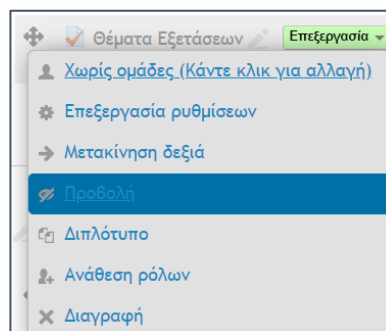 Θέματα Εξετάσεων Επεξεργασία
Χωρίς ομάδες (Κάντε κλικ για αλλαγή)
Επεξεργασία ρυθμίσεων
Μετακίνηση δεξιά
Προβολή
Διπλότυπο
Ανάθεση ρόλων
Διαγραφή